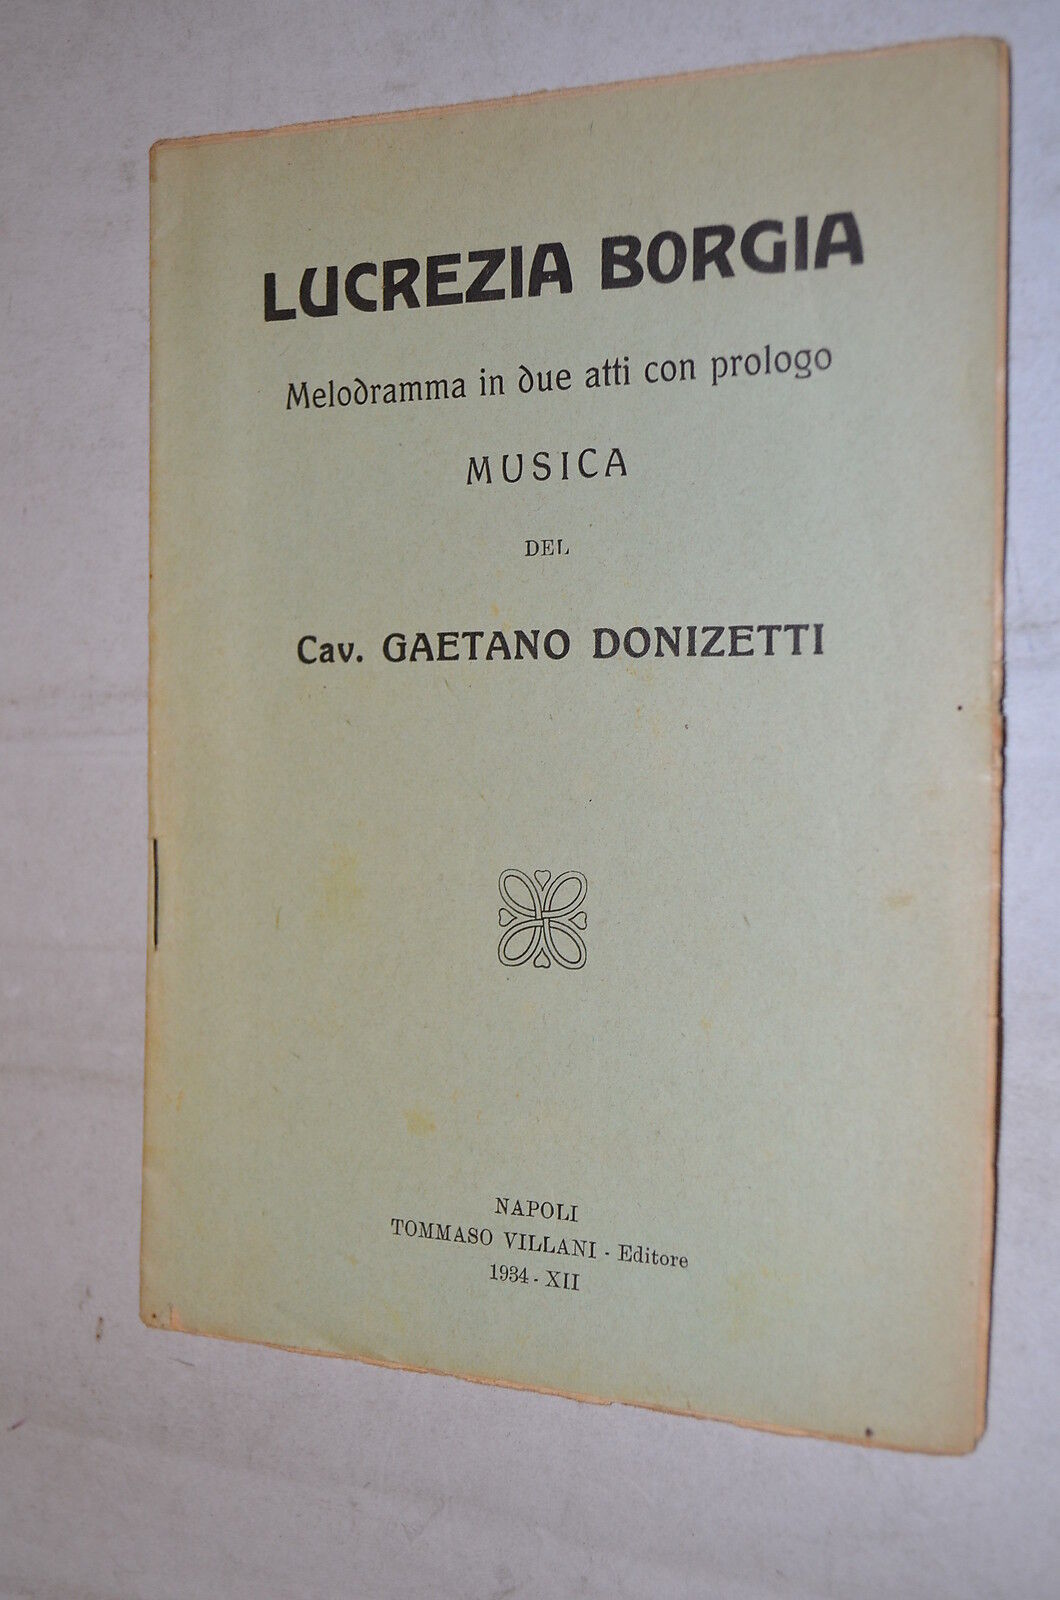 LUCREZIA BORGIA
Melodramma in due atti con prologo
MUSICA
DEL
Cav. GAETANO DONIZETTI
NAPOLI
TOMMASO VILLANI - Editore
1934 - XII